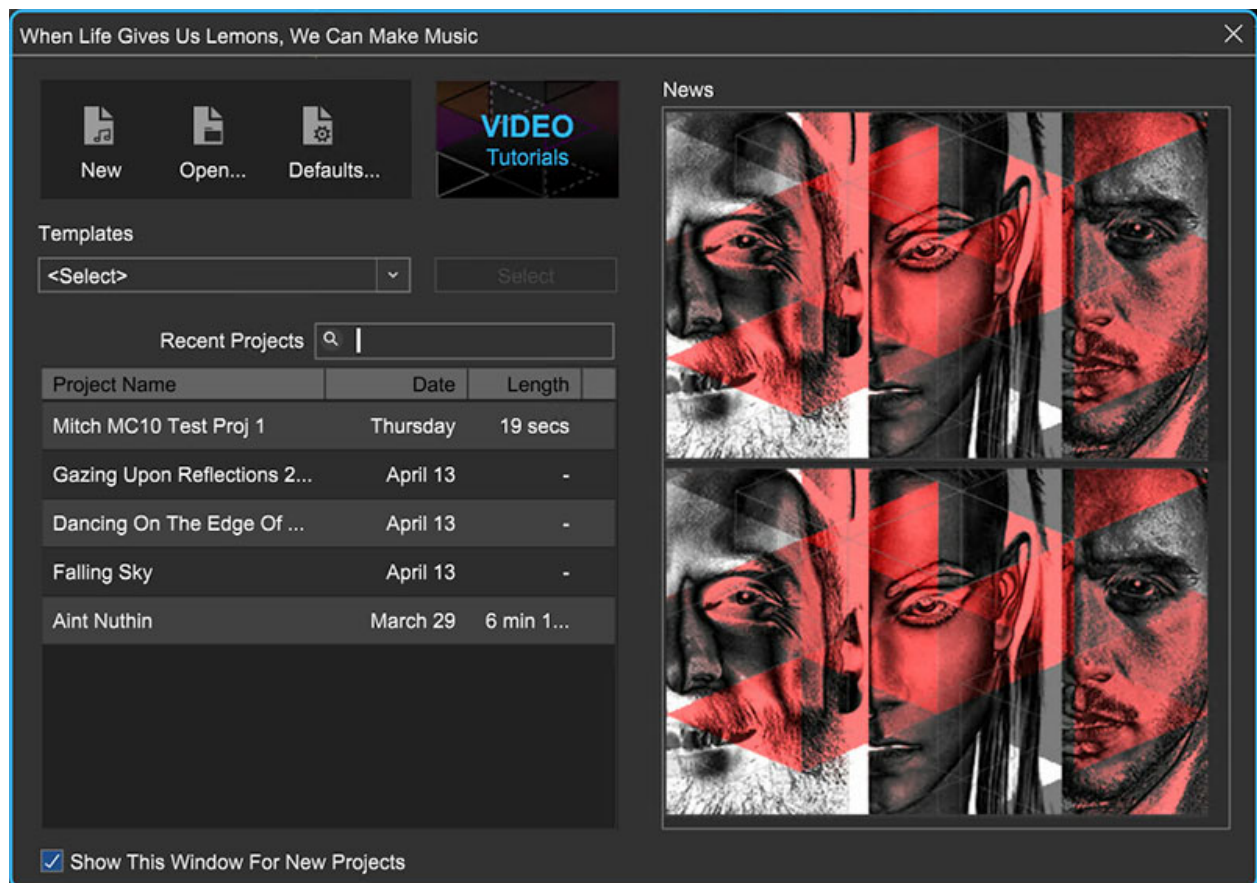 When Life Gives Us Lemons, We Can Make Music
New Open... Defaults...
VIDEO
Tutorials
News
Templates
<Select> Select
Recent Projects
Project Name Date Length
Mitch MC10 Test Proj 1 Thursday 19 secs
Gazing Upon Reflections 2... April 13 -
Dancing On The Edge Of ... April 13 -
Falling Sky April 13 -
Aint Nuthin March 29 6 min 1...
Show This Window For New Projects